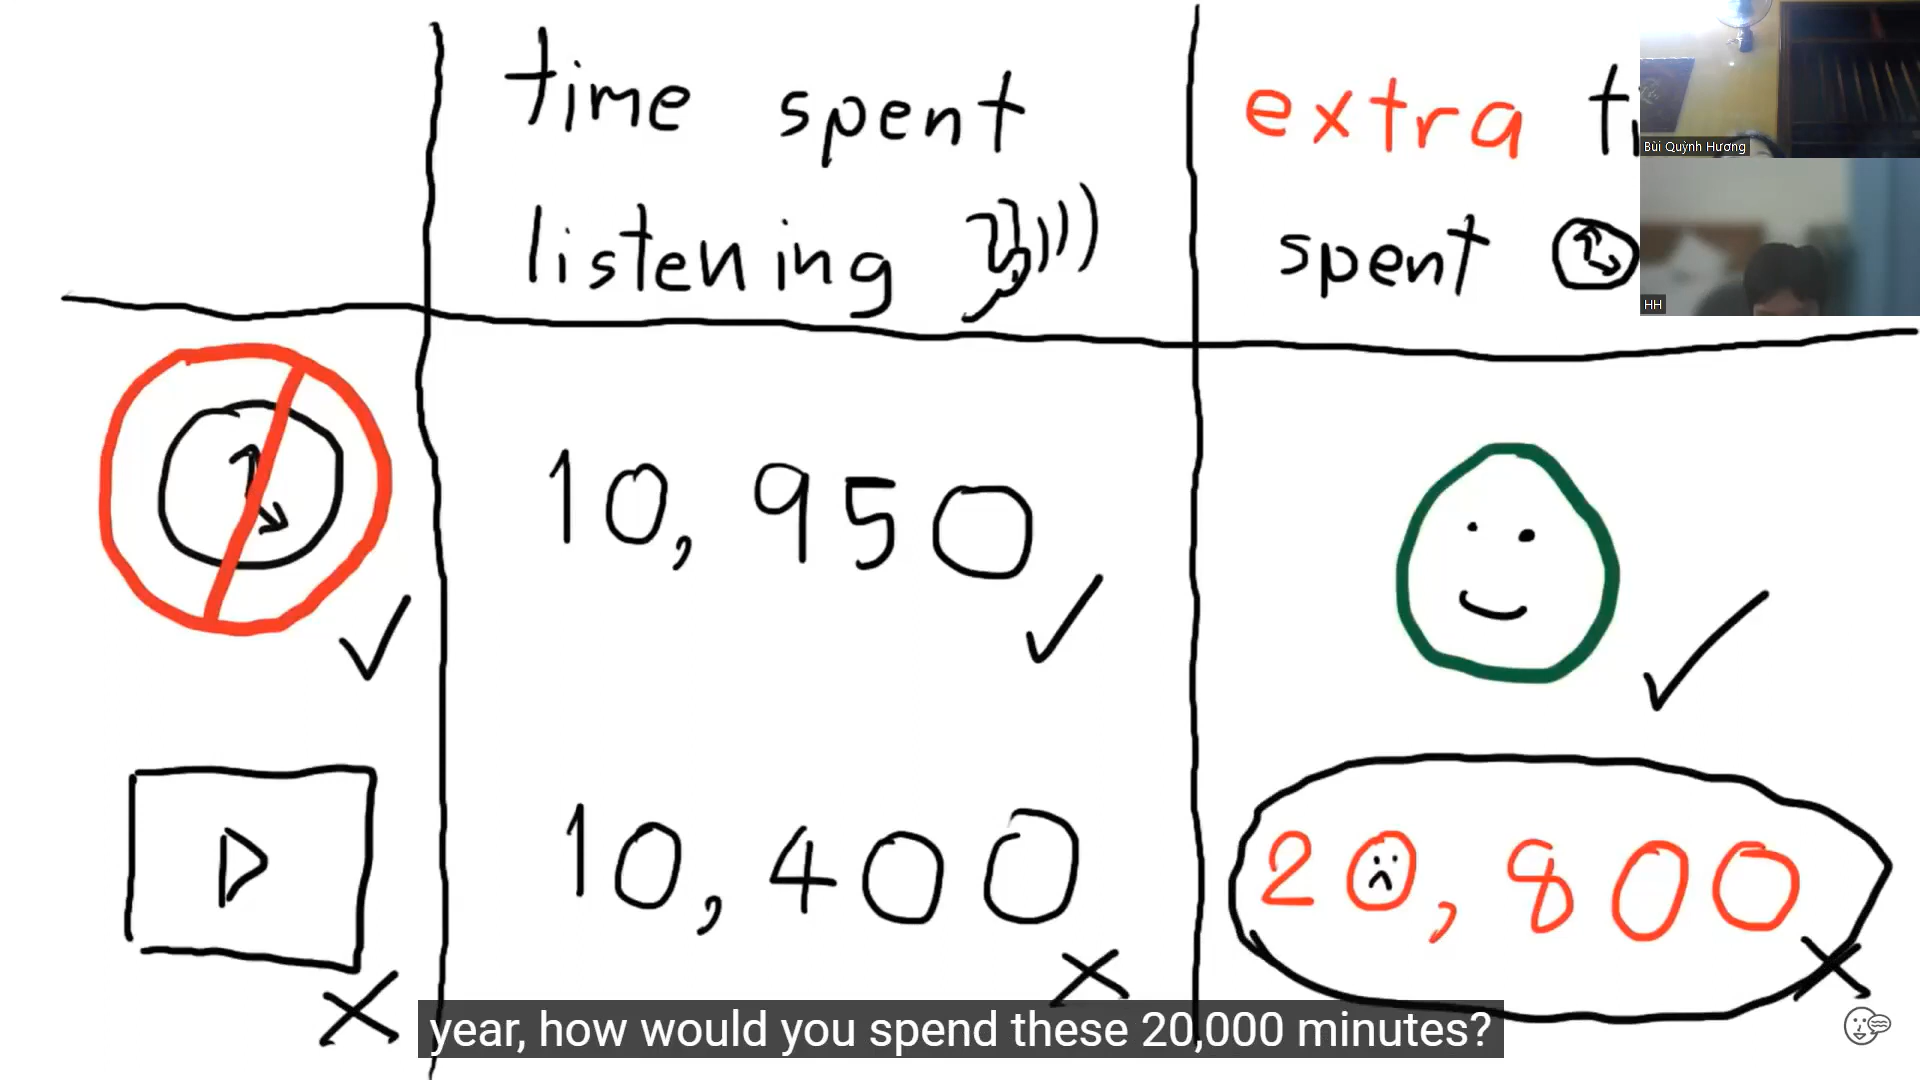 time spent
listening
extra
spent
Bùi Quỳnh Hương
HH
10,950
10,400
20,800
year, how would you spend these 20,000 minutes?